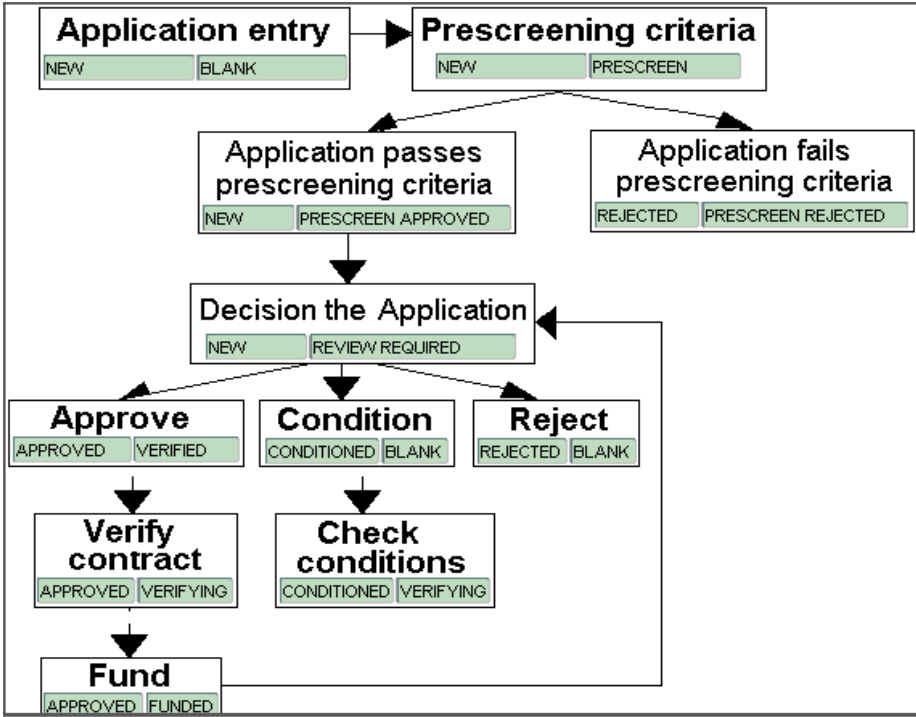 Application entry
NEW BLANK
Prescreening criteria
NEW PRESCREEN
Application passes
prescreening criteria
NEW PRESCREEN APPROVED
Application fails
prescreening criteria
REJECTED PRESCREEN REJECTED
Decision the Application
NEW REVIEW REQUIRED
Approve
APPROVED VERIFIED
Condition
CONDITIONED BLANK
Reject
REJECTED BLANK
Verify
contract
APPROVED VERIFYING
Check
conditions
CONDITIONED VERIFYING
Fund
APPROVED FUNDED